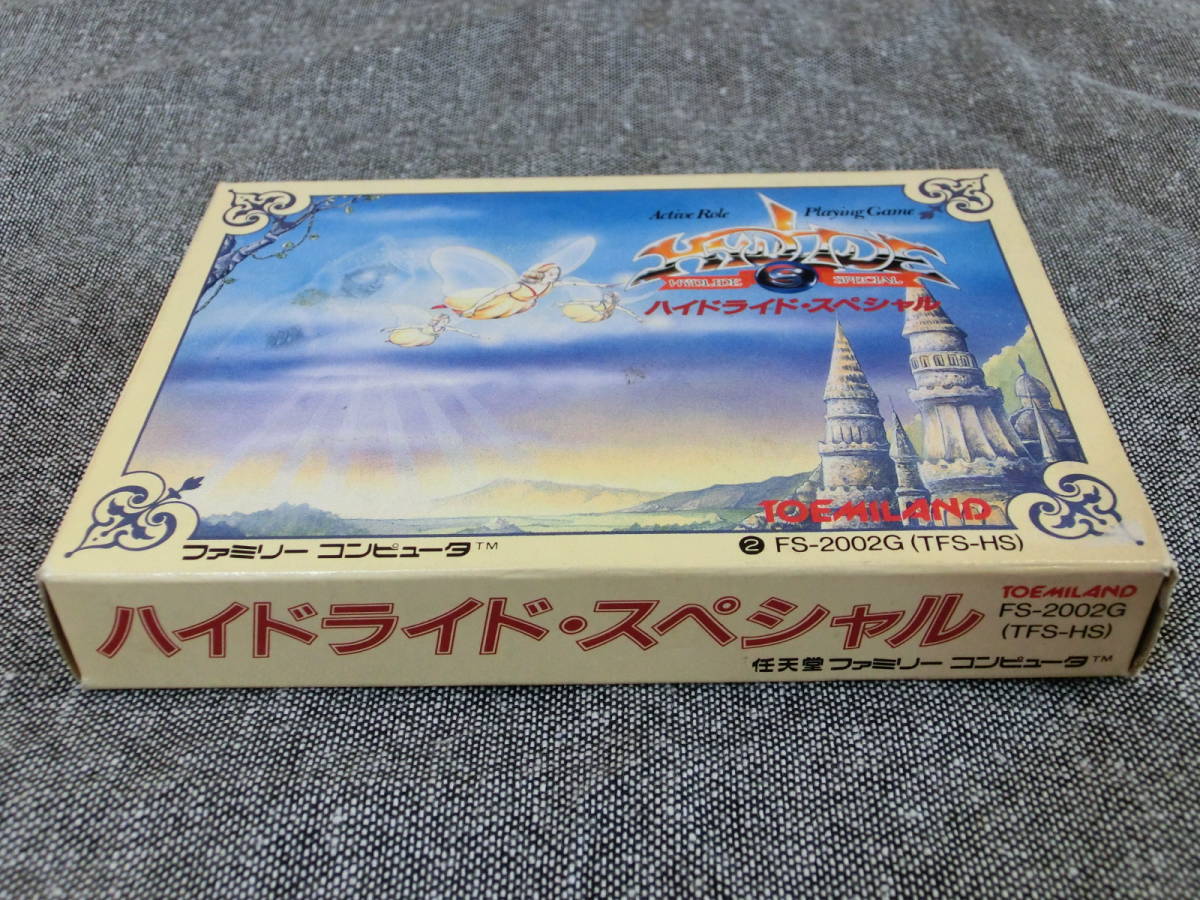 Active Role Playing Game
HYDLIDE
HYDLIDE S SPECIAL
ハイドライド・スペシャル
TOEMILAND
ファミリー コンピュータ™
❷ FS-2002G (TFS-HS)
ハイドライド・スペシャル
TOEMILAND
FS-2002G
(TFS-HS)
任天堂 ファミリー コンピュータ™